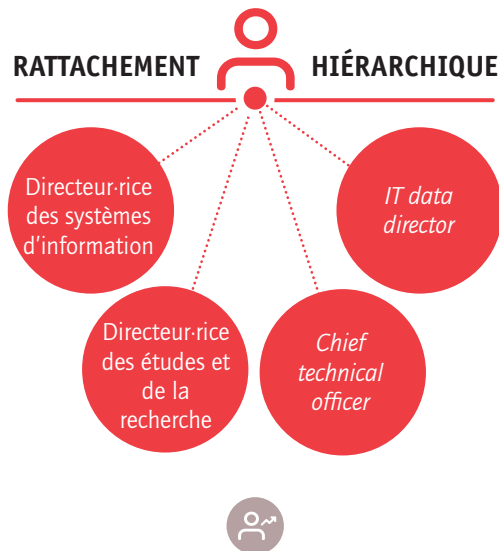 RATTACHEMENT HIÉRARCHIQUE
Directeur·rice
des systèmes
d'information
IT data
director
Directeur·rice
des études et
de la
recherche
Chief
technical
officer